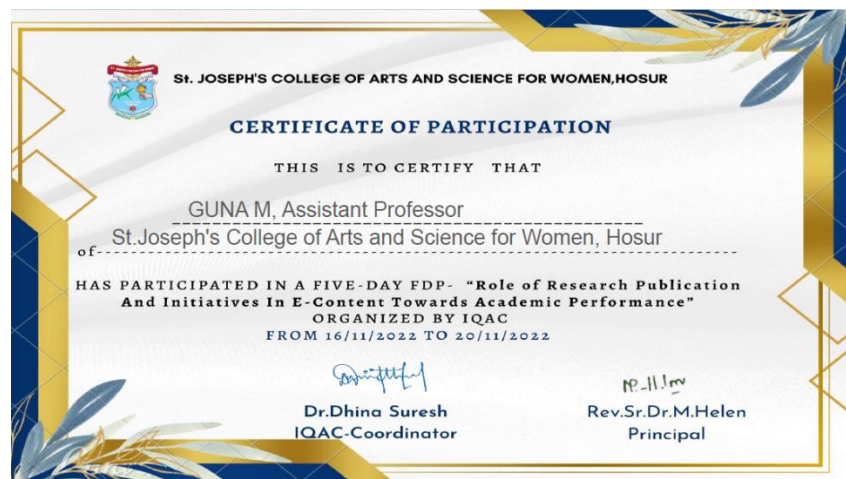 St. JOSEPH'S COLLEGE OF ARTS AND SCIENCE FOR WOMEN,HOSUR
CERTIFICATE OF PARTICIPATION
THIS IS TO CERTIFY THAT
GUNA M, Assistant Professor
of St.Joseph's College of Arts and Science for Women, Hosur
HAS PARTICIPATED IN A FIVE-DAY FDP- “Role of Research Publication
And Initiatives In E-Content Towards Academic Performance”
ORGANIZED BY IQAC
FROM 16/11/2022 TO 20/11/2022
Dr.Dhina Suresh
IQAC-Coordinator
Rev.Sr.Dr.M.Helen
Principal